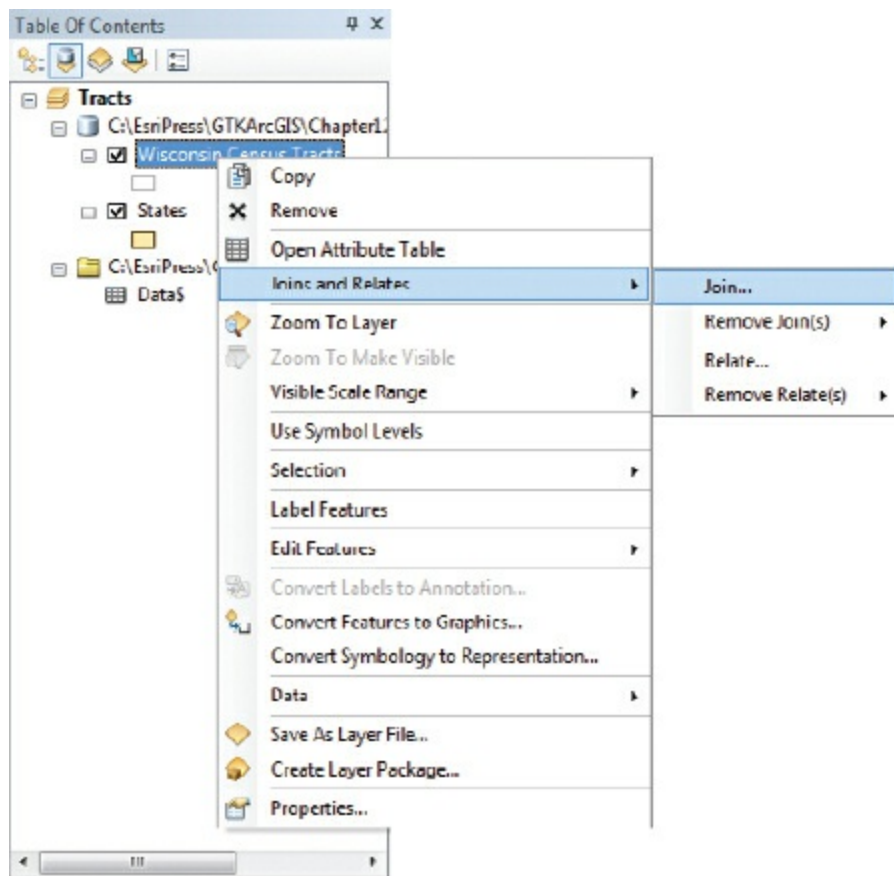 Table Of Contents
Tracts
C:\EsriPress\GTKArcGIS\Chapter12
Wisconsin Census Tracts
States
C:\EsriPress\
Data$
Copy
Remove
Open Attribute Table
Joins and Relates
Zoom To Layer
Zoom To Make Visible
Visible Scale Range
Use Symbol Levels
Selection
Label Features
Edit Features
Convert Labels to Annotation...
Convert Features to Graphics...
Convert Symbology to Representation...
Data
Save As Layer File...
Create Layer Package...
Properties...
Join...
Remove Join(s)
Relate...
Remove Relate(s)